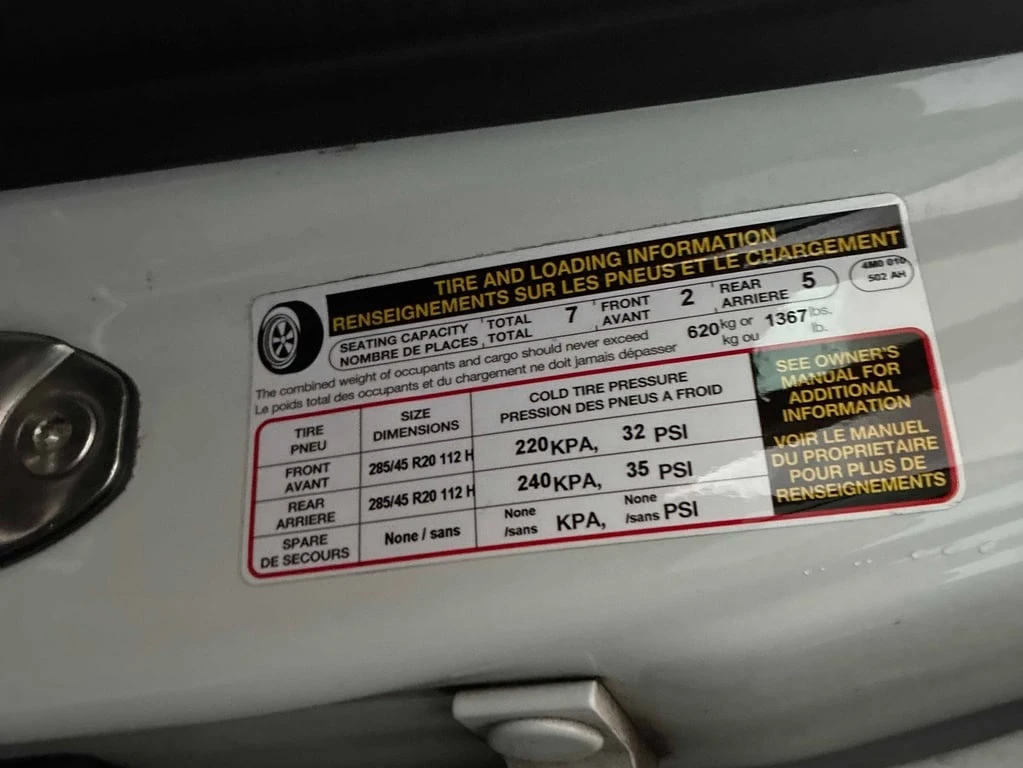 TIRE AND LOADING INFORMATION
RENSEIGNEMENTS SUR LES PNEUS ET LE CHARGEMENT
SEATING CAPACITY TOTAL 7 FRONT 2 REAR 5
NOMBRE DE PLACES TOTAL AVANT ARRIERE
4M0 010
502 AH
The combined weight of occupants and cargo should never exceed 620 kg or 1367 lbs.
Le poids total des occupants et du chargement ne doit jamais dépasser kg ou lb.
TIRE SIZE COLD TIRE PRESSURE
PNEU DIMENSIONS PRESSION DES PNEUS A FROID
FRONT
AVANT 285/45 R20 112 H 220 KPA, 32 PSI
REAR
ARRIERE 285/45 R20 112 H 240 KPA, 35 PSI
SPARE None None
DE SECOURS None / sans /sans KPA, /sans PSI
SEE OWNER'S
MANUAL FOR
ADDITIONAL
INFORMATION
VOIR LE MANUEL
DU PROPRIETAIRE
POUR PLUS DE
RENSEIGNEMENTS